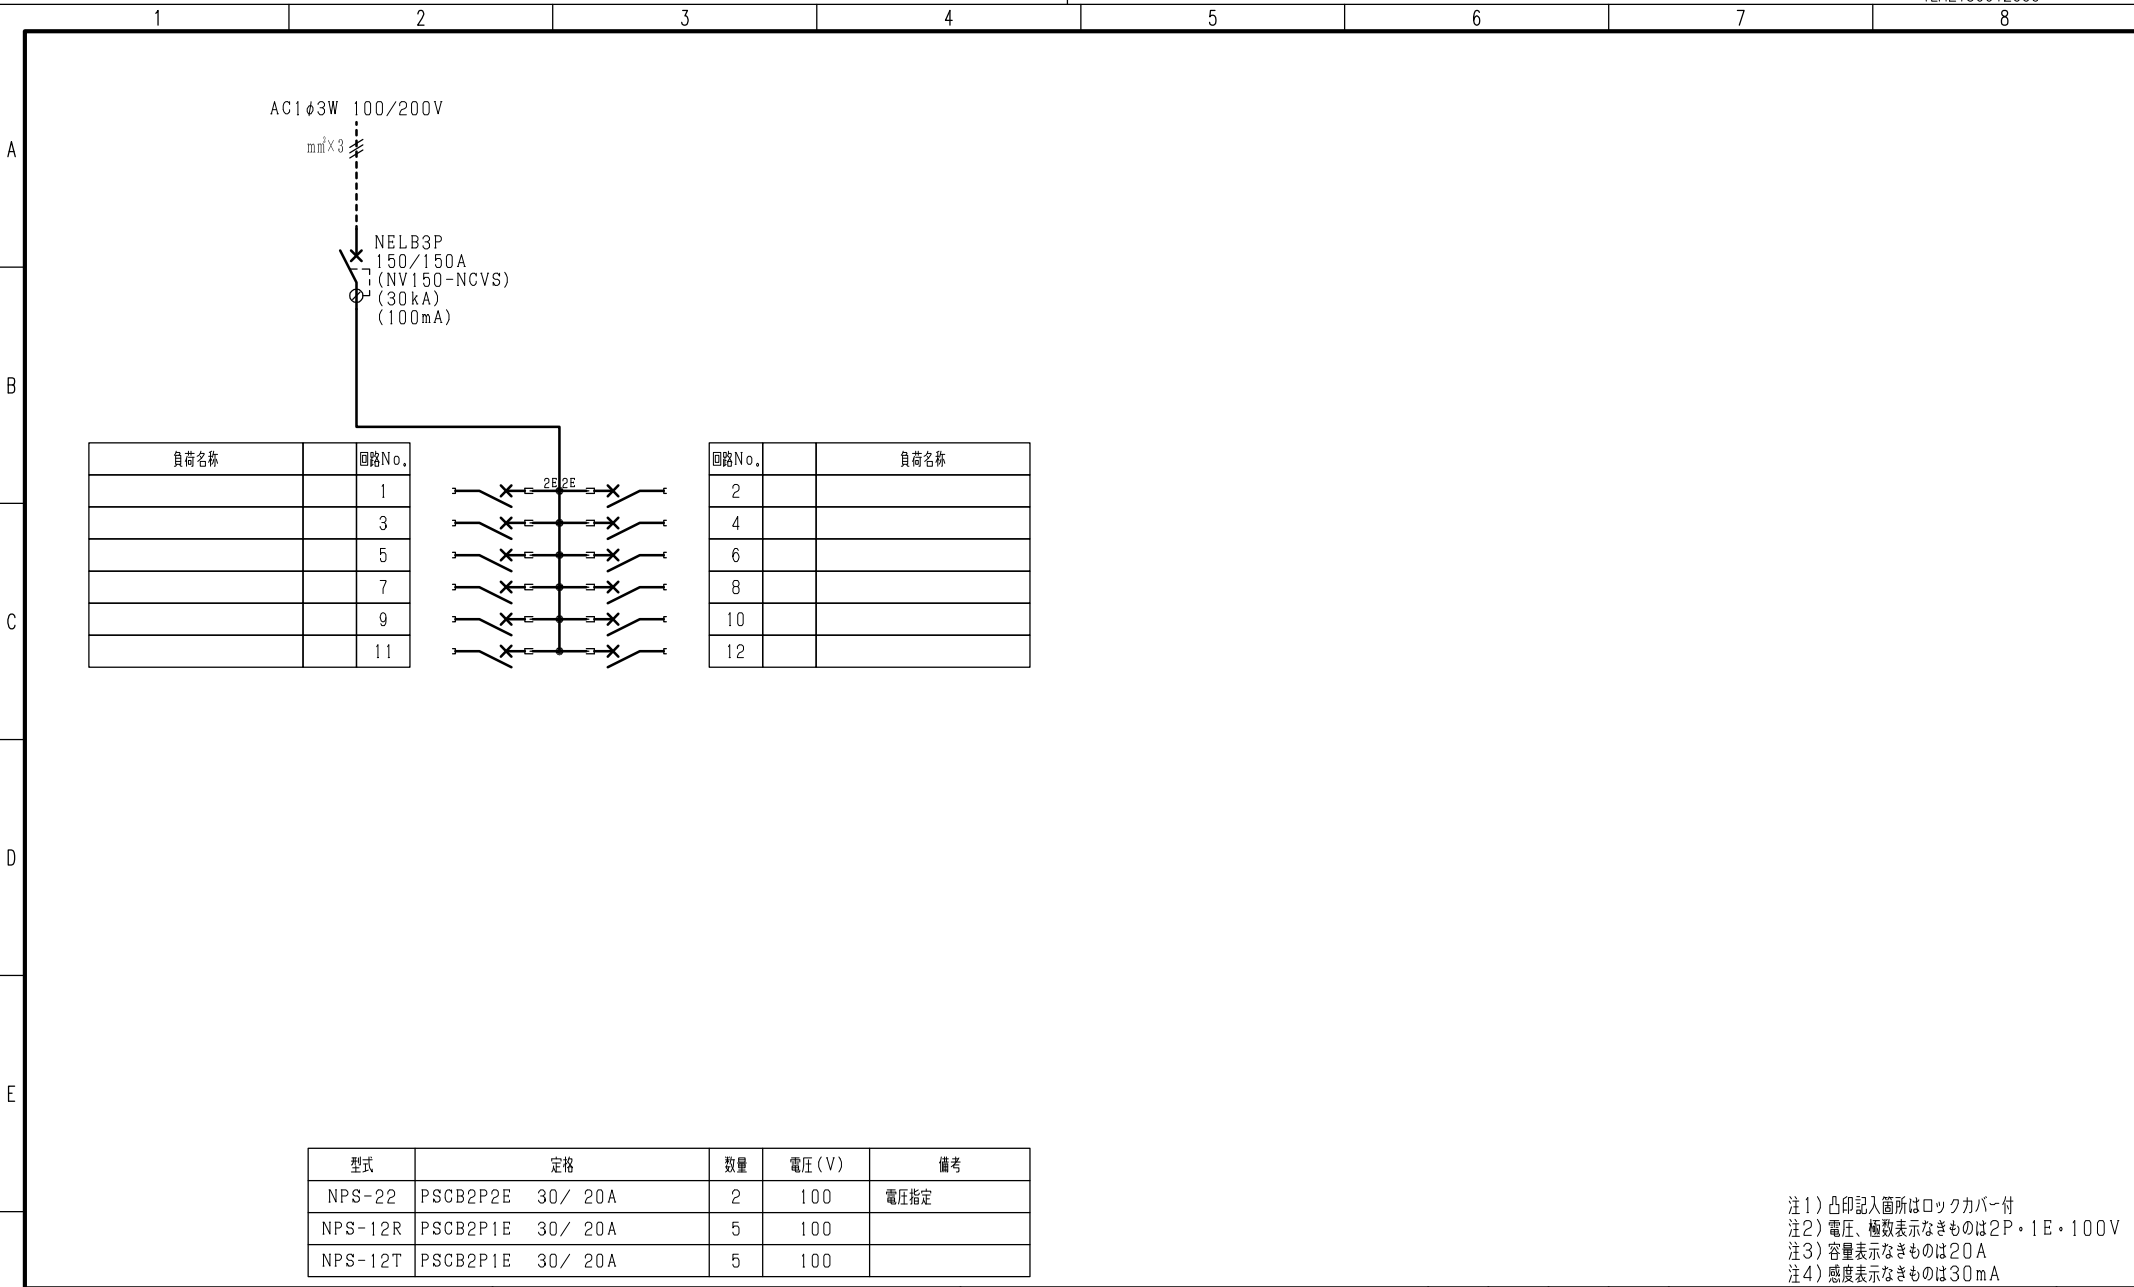 1 2 3 4 5 6 7 8
A
B
C
D
E
AC1φ3W 100/200V
mm²×3
NELB3P
150/150A
(NV150-NCVS)
(30kA)
(100mA)
負荷名称 回路No.
1
3
5
7
9
11
2E 2E
回路No. 負荷名称
2
4
6
8
10
12
型式 定格 数量 電圧(V) 備考
NPS-22 PSCB2P2E 30/ 20A 2 100 電圧指定
NPS-12R PSCB2P1E 30/ 20A 5 100
NPS-12T PSCB2P1E 30/ 20A 5 100
注1)凸印記入箇所はロックカバー付
注2)電圧、極数表示なきものは2P・1E・100V
注3)容量表示なきものは20A
注4)感度表示なきものは30mA